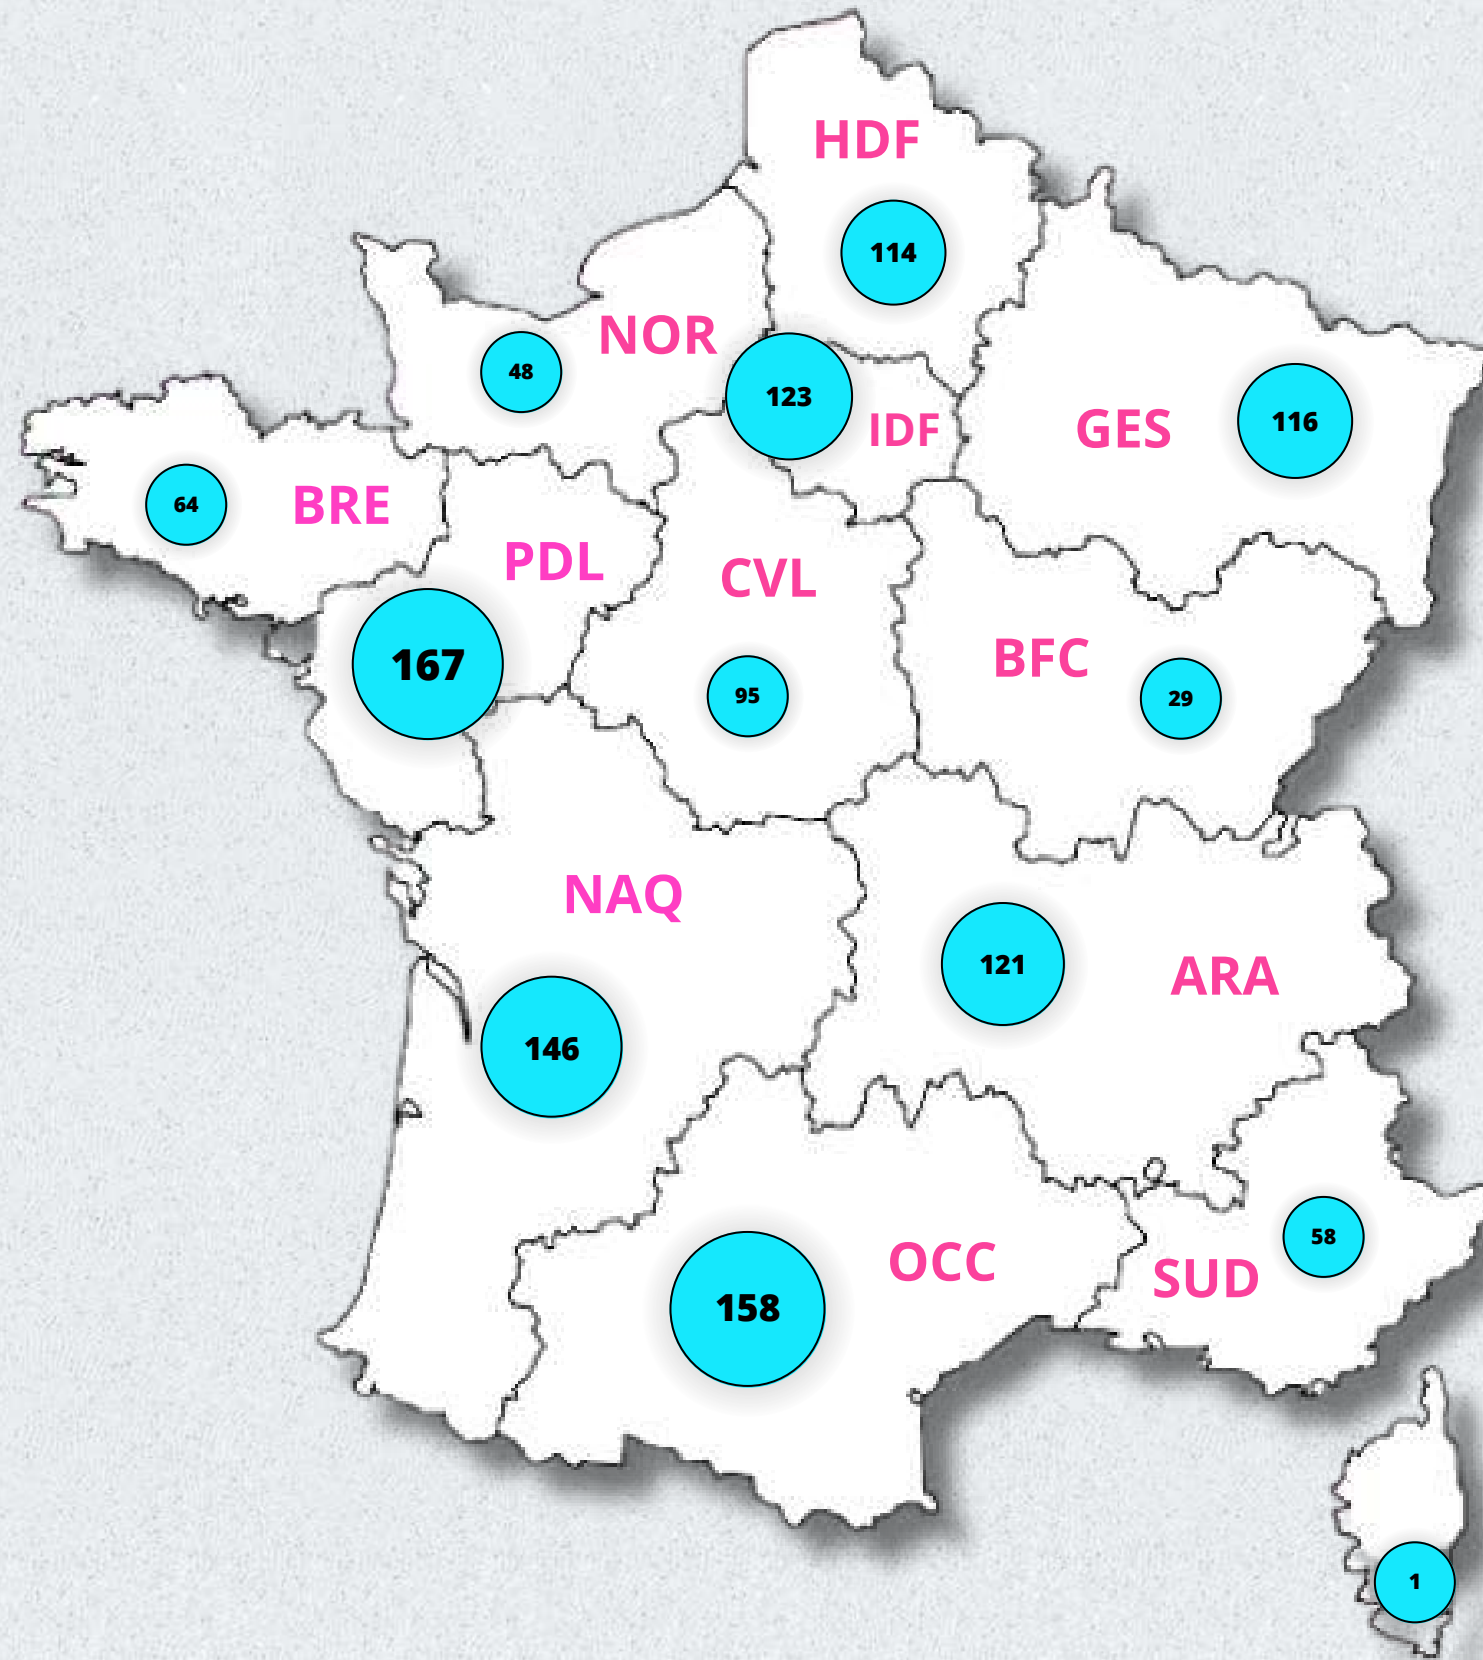 HDF
114
NOR
48
123
IDF
GES
116
BRE
64
PDL
CVL
167
95
BFC
29
NAQ
146
121
ARA
OCC
158
SUD
58
1